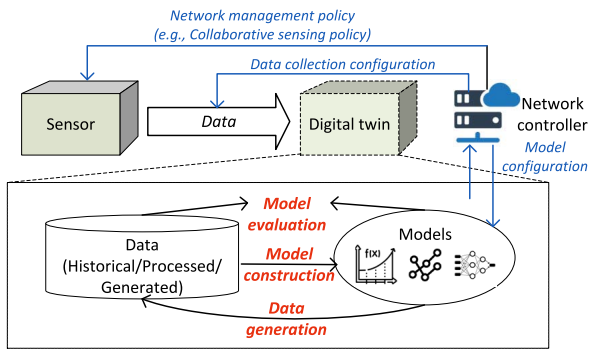 Network management policy
(e.g., Collaborative sensing policy)
Data collection configuration
Sensor
Data
Digital twin
Network
controller
Model
configuration
Model
evaluation
Data
(Historical/Processed/
Generated)
Model
construction
Models
f(X)
Data
generation